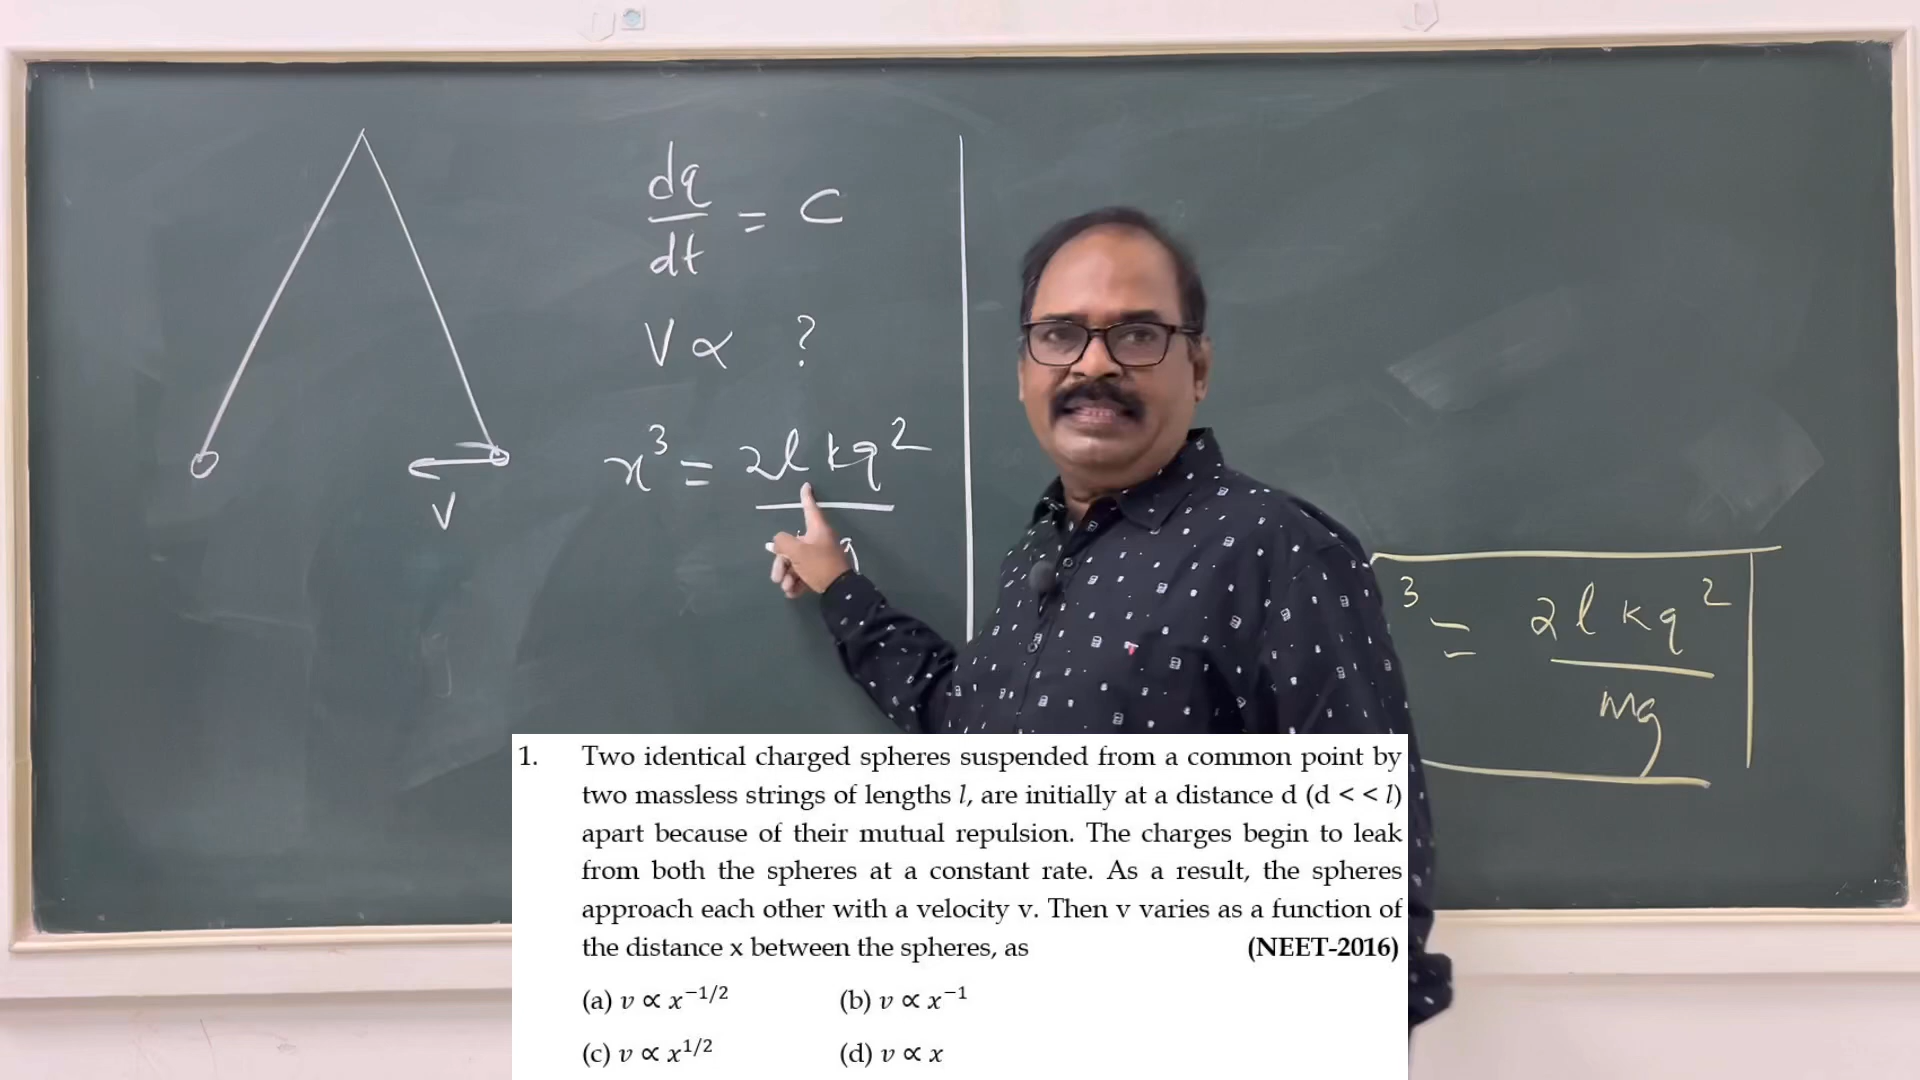 dq
dt
= C
V ∝ ?
x³ = 2lkq²
g
V
³ = 2lkq²
mg
1. Two identical charged spheres suspended from a common point by
two massless strings of lengths l, are initially at a distance d (d < < l)
apart because of their mutual repulsion. The charges begin to leak
from both the spheres at a constant rate. As a result, the spheres
approach each other with a velocity v. Then v varies as a function of
the distance x between the spheres, as (NEET-2016)
(a) v ∝ x⁻¹/² (b) v ∝ x⁻¹
(c) v ∝ x¹/² (d) v ∝ x